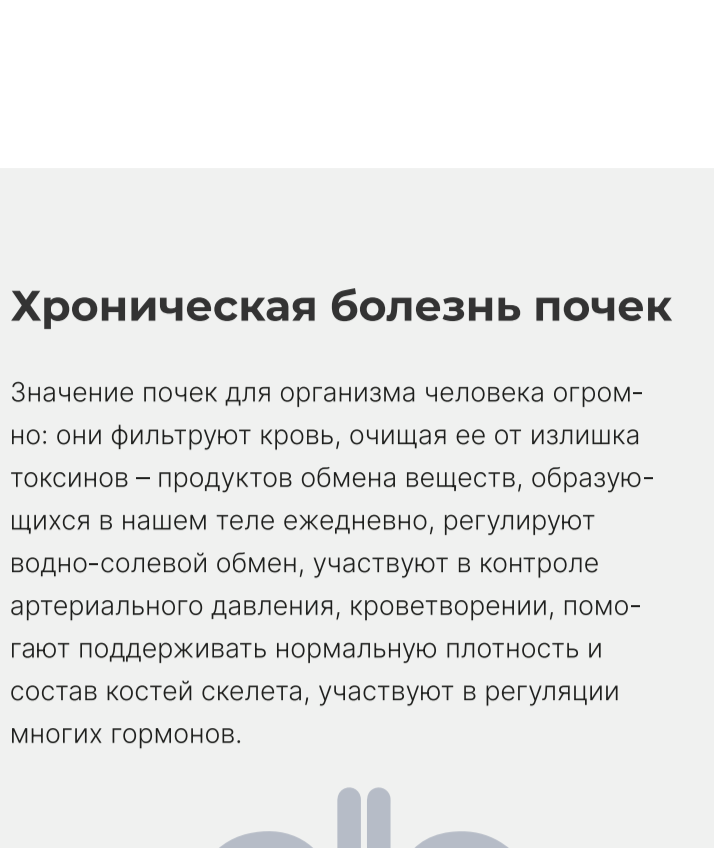 Хроническая болезнь почек
Значение почек для организма человека огром-
но: они фильтруют кровь, очищая ее от излишка
токсинов – продуктов обмена веществ, образую-
щихся в нашем теле ежедневно, регулируют
водно-солевой обмен, участвуют в контроле
артериального давления, кроветворении, помо-
гают поддерживать нормальную плотность и
состав костей скелета, участвуют в регуляции
многих гормонов.